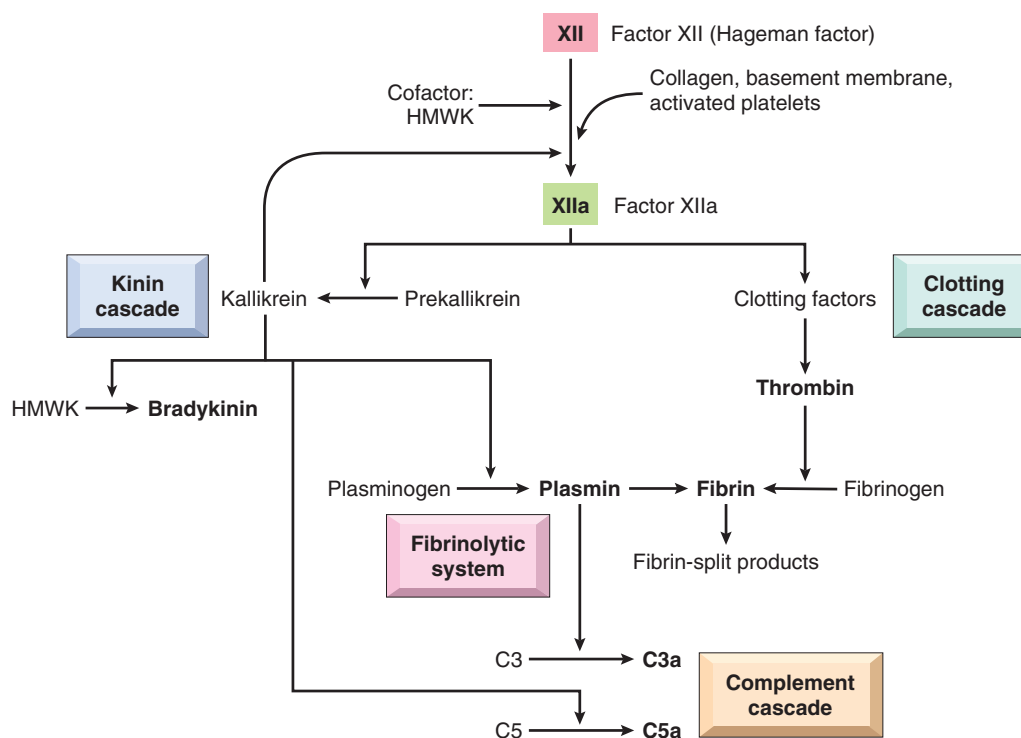 XII Factor XII (Hageman factor)
Collagen, basement membrane,
activated platelets
Cofactor:
HMWK
XIIa Factor XIIa
Kinin
cascade
Kallikrein
Prekallikrein
Clotting factors
Clotting
cascade
HMWK
Bradykinin
Thrombin
Plasminogen
Plasmin
Fibrin
Fibrinogen
Fibrinolytic
system
Fibrin-split products
C3
C3a
Complement
cascade
C5
C5a